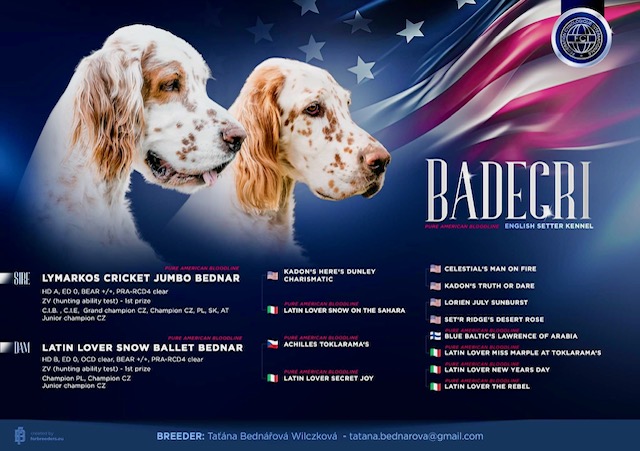 FCI
BADECRI
PURE AMERICAN BLOODLINE ENGLISH SETTER KENNEL
SIRE
PURE AMERICAN BLOODLINE
LYMARKOS CRICKET JUMBO BEDNAR
HD A, ED 0, BEAR +/+, PRA-RCD4 clear
ZV (hunting ability test) - 1st prize
C.I.B. , C.I.E, Grand champion CZ, Champion CZ, PL, SK, AT
Junior champion CZ
DAM
PURE AMERICAN BLOODLINE
LATIN LOVER SNOW BALLET BEDNAR
HD B, ED 0, OCD clear, BEAR +/+, PRA-RCD4 clear
ZV (hunting ability test) - 1st prize
Champion PL, Champion CZ
Junior champion CZ
KADON'S HERE'S DUNLEY
CHARISMATIC
PURE AMERICAN BLOODLINE
LATIN LOVER SNOW ON THE SAHARA
PURE AMERICAN BLOODLINE
ACHILLES TOKLARAMA'S
PURE AMERICAN BLOODLINE
LATIN LOVER SECRET JOY
CELESTIAL'S MAN ON FIRE
KADON'S TRUTH OR DARE
LORIEN JULY SUNBURST
SET'R RIDGE'S DESERT ROSE
PURE AMERICAN BLOODLINE
BLUE BALTIC'S LAWRENCE OF ARABIA
PURE AMERICAN BLOODLINE
LATIN LOVER MISS MARPLE AT TOKLARAMA'S
PURE AMERICAN BLOODLINE
LATIN LOVER NEW YEARS DAY
PURE AMERICAN BLOODLINE
LATIN LOVER THE REBEL
created by
forbreeders.eu
BREEDER: Taťána Bednářová Wilczková - tatana.bednarova@gmail.com